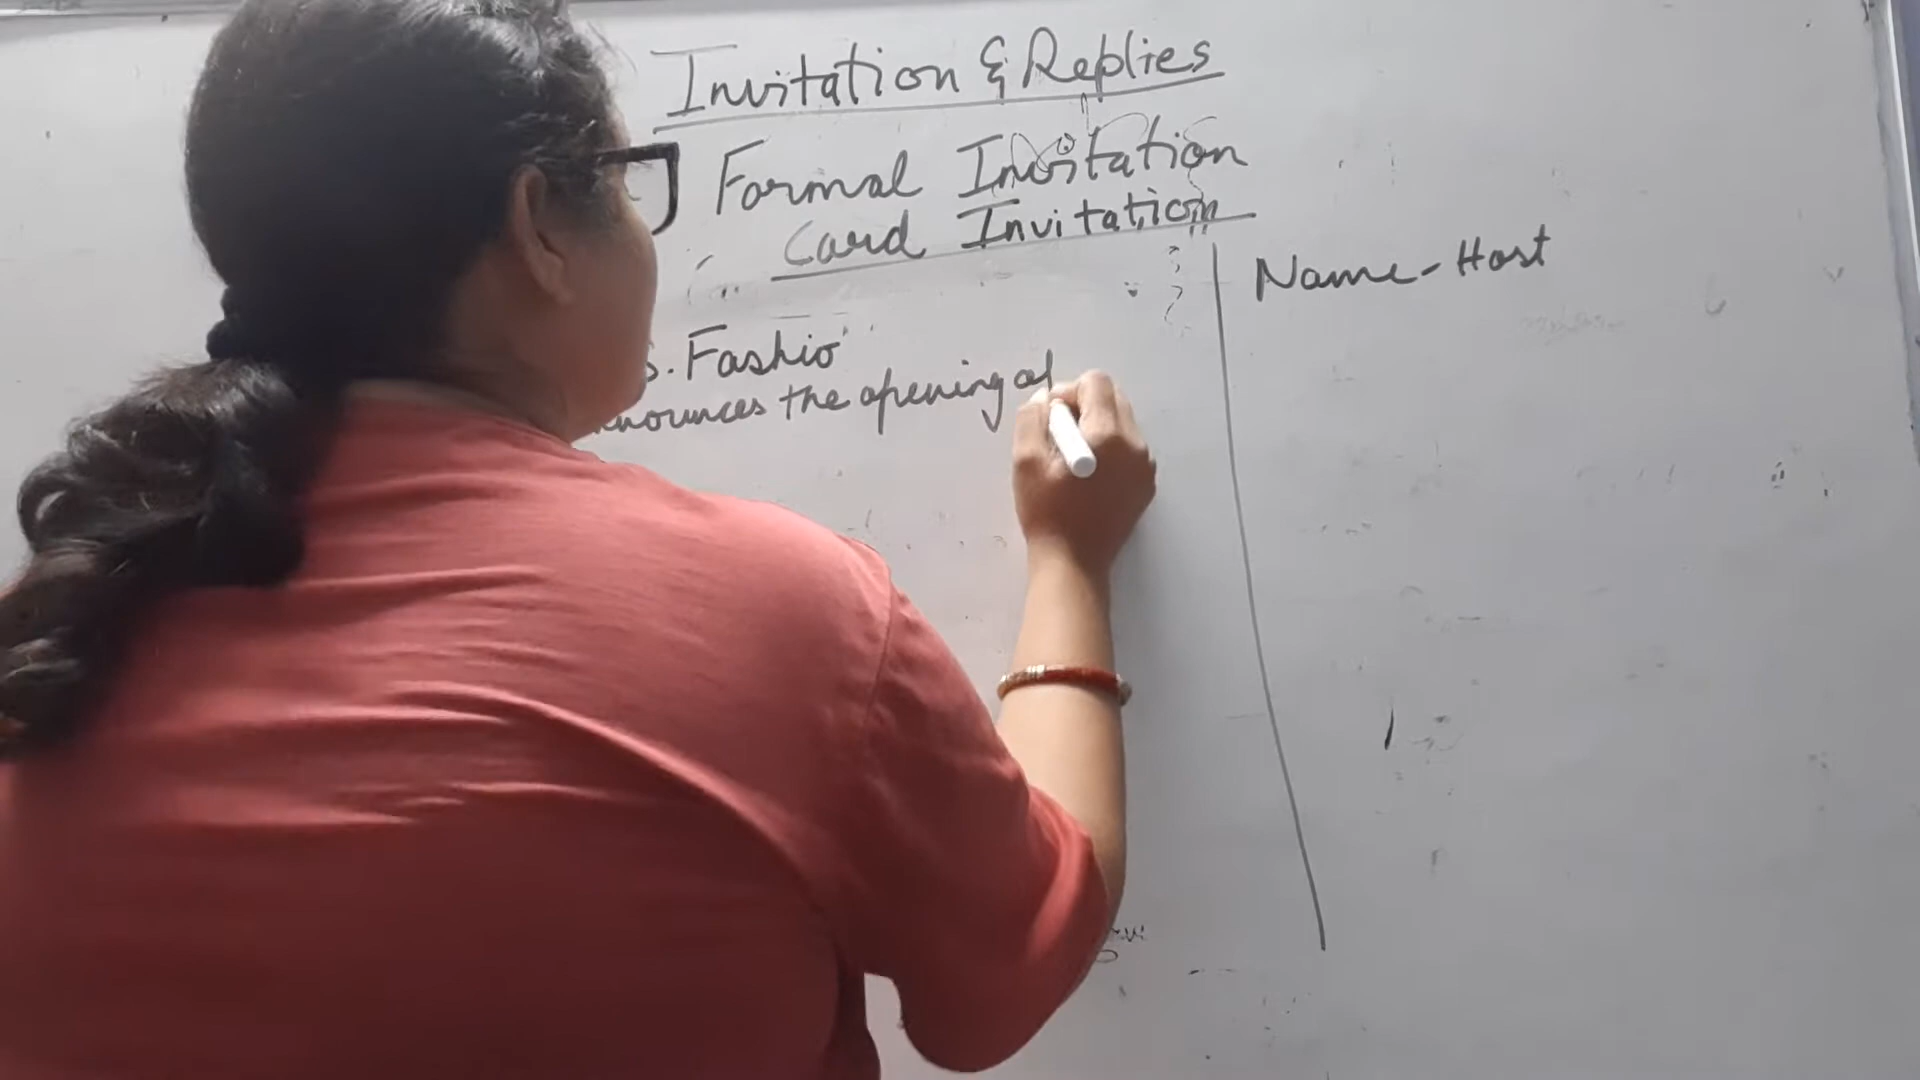 Invitation & Replies
Formal Invitation
Card Invitation
Name - Host
s. Fashio
nounces the opening of